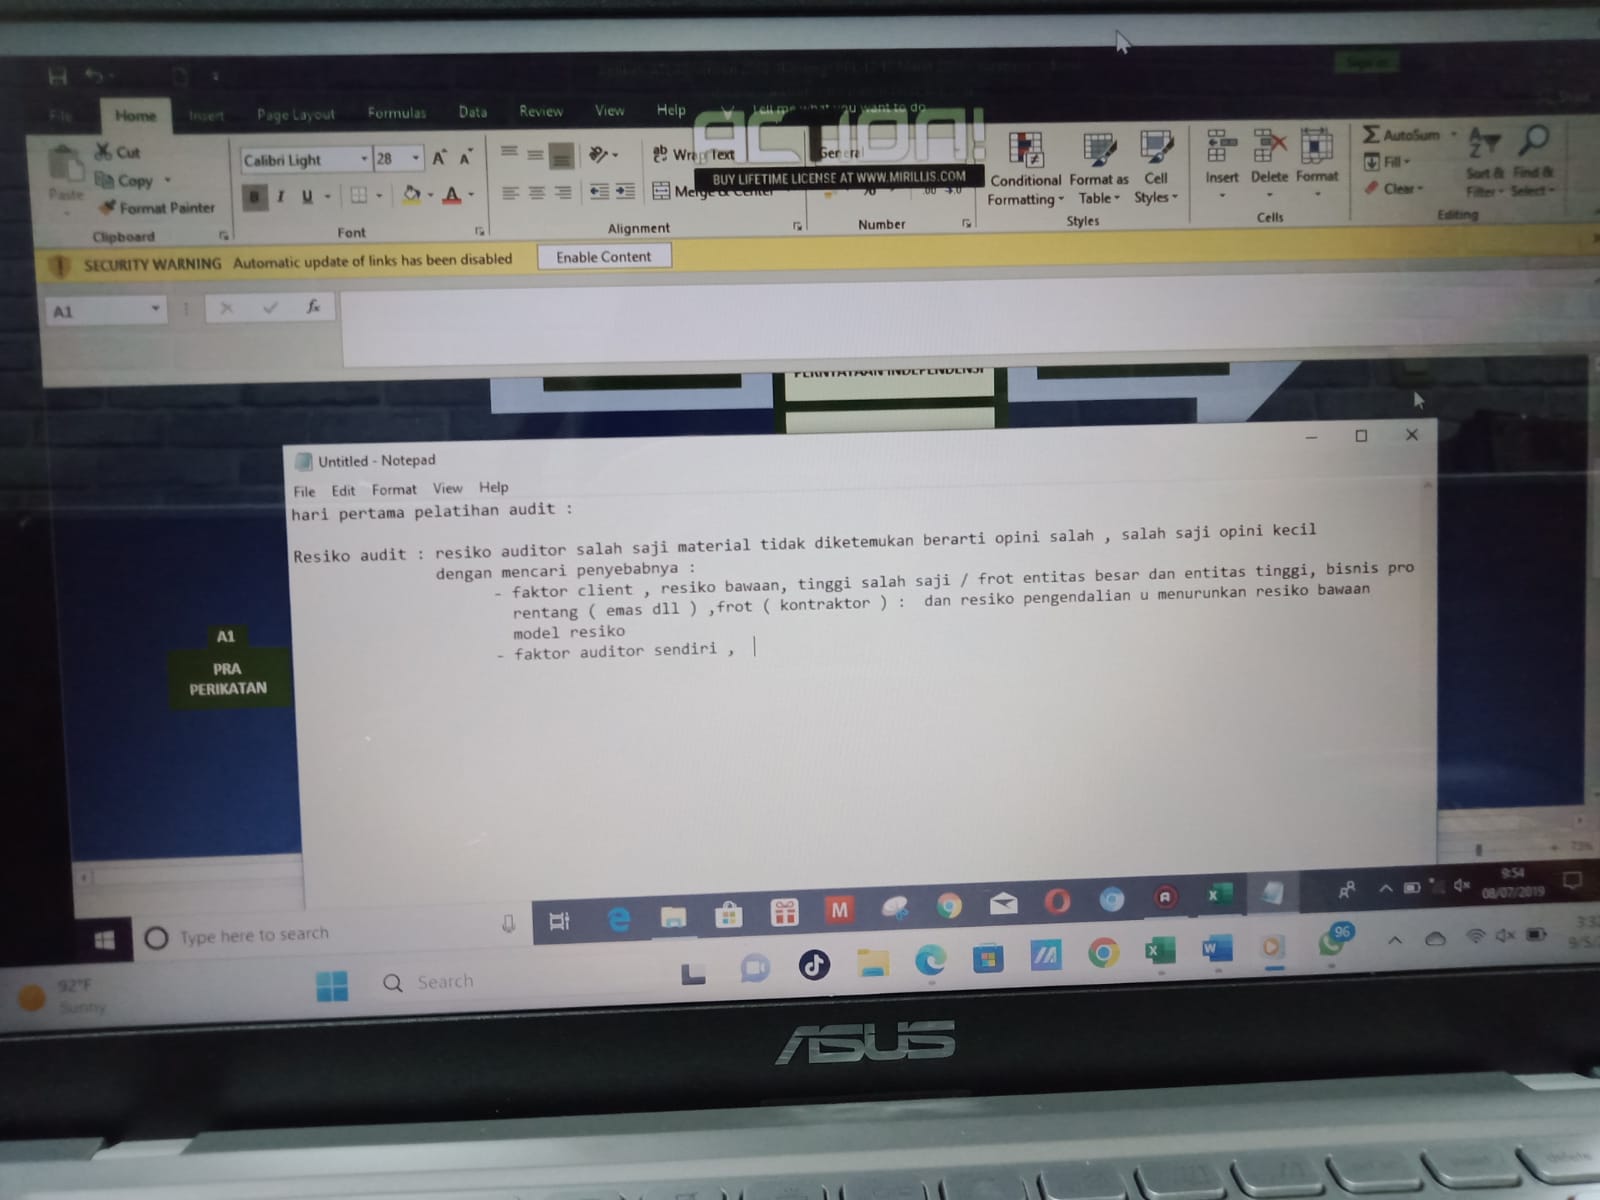 File Home Insert Page Layout Formulas Data Review View Help Tell me what you want to do
ACTION!
BUY LIFETIME LICENSE AT WWW.MIRILLIS.COM
Paste
Cut
Copy
Format Painter
Clipboard
Calibri Light 28
B I U
Font
Wrap Text
Merge & Center
Alignment
General
Number
Conditional Formatting
Format as Table
Cell Styles
Styles
Insert Delete Format
Cells
AutoSum
Fill
Clear
Sort & Filter
Find & Select
Editing
SECURITY WARNING Automatic update of links has been disabled Enable Content
A1 fx
PERNYATAAN INDEPENDENSI
Untitled - Notepad
File Edit Format View Help
hari pertama pelatihan audit :
Resiko audit : resiko auditor salah saji material tidak diketemukan berarti opini salah , salah saji opini kecil
dengan mencari penyebabnya :
- faktor client , resiko bawaan, tinggi salah saji / frot entitas besar dan entitas tinggi, bisnis pro
rentang ( emas dll ) ,frot ( kontraktor ) : dan resiko pengendalian u menurunkan resiko bawaan
model resiko
- faktor auditor sendiri ,
A1
PRA
PERIKATAN
73%
Type here to search
9:54
08/07/2019
92°F
Sunny
Search
96
ASUS